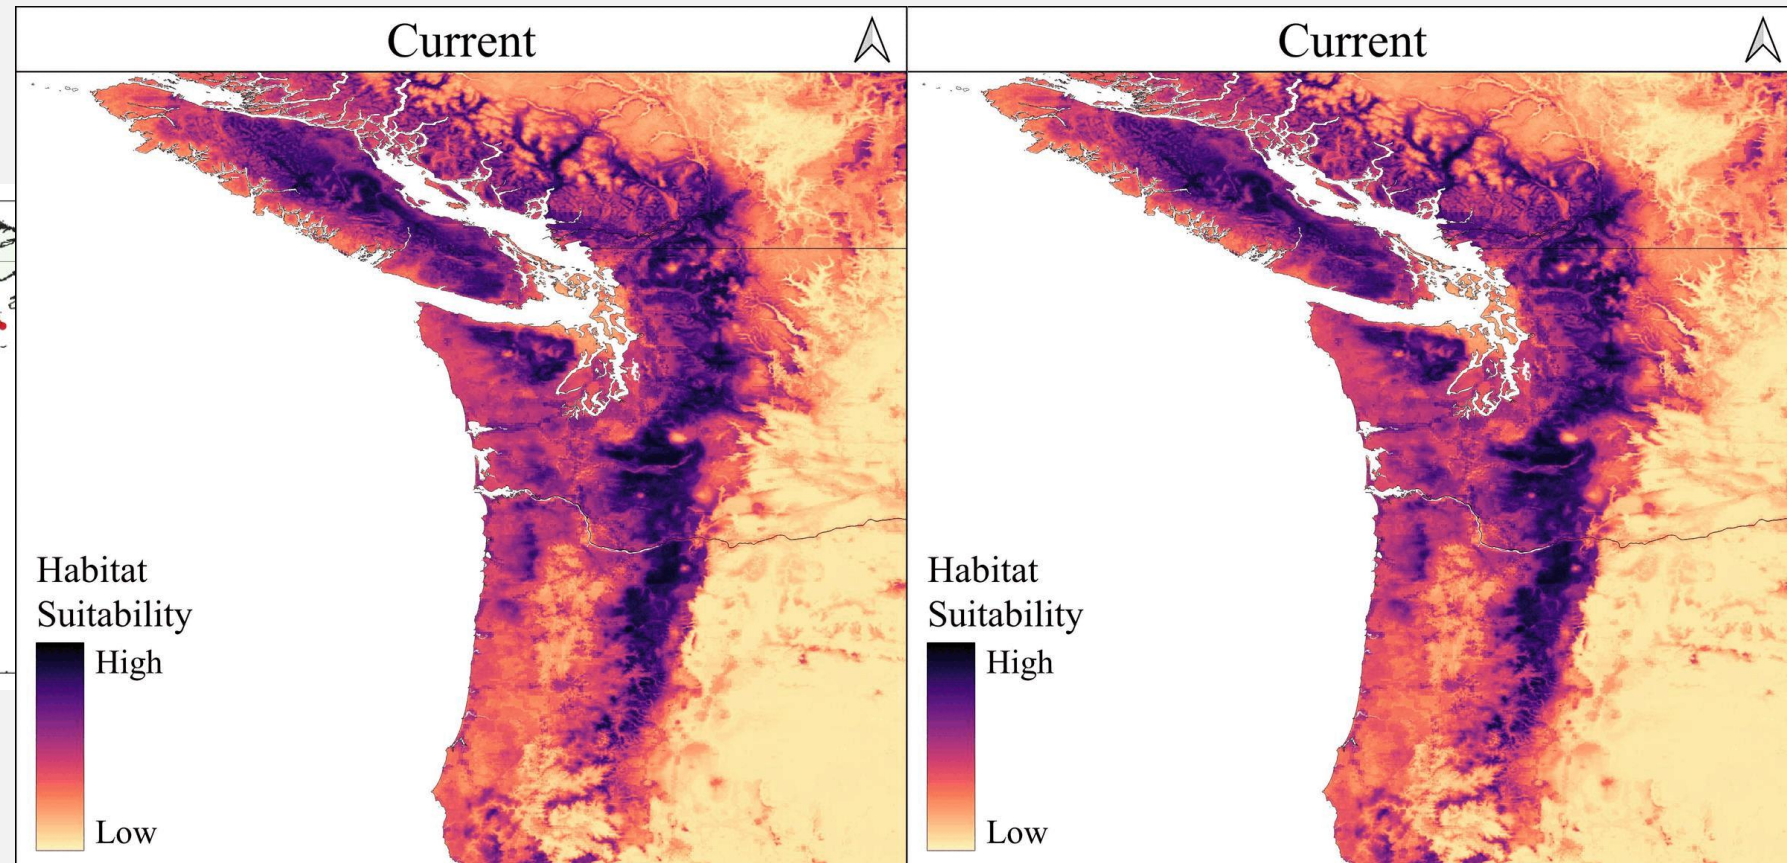 Current
Habitat
Suitability
High
Low
Current
Habitat
Suitability
High
Low